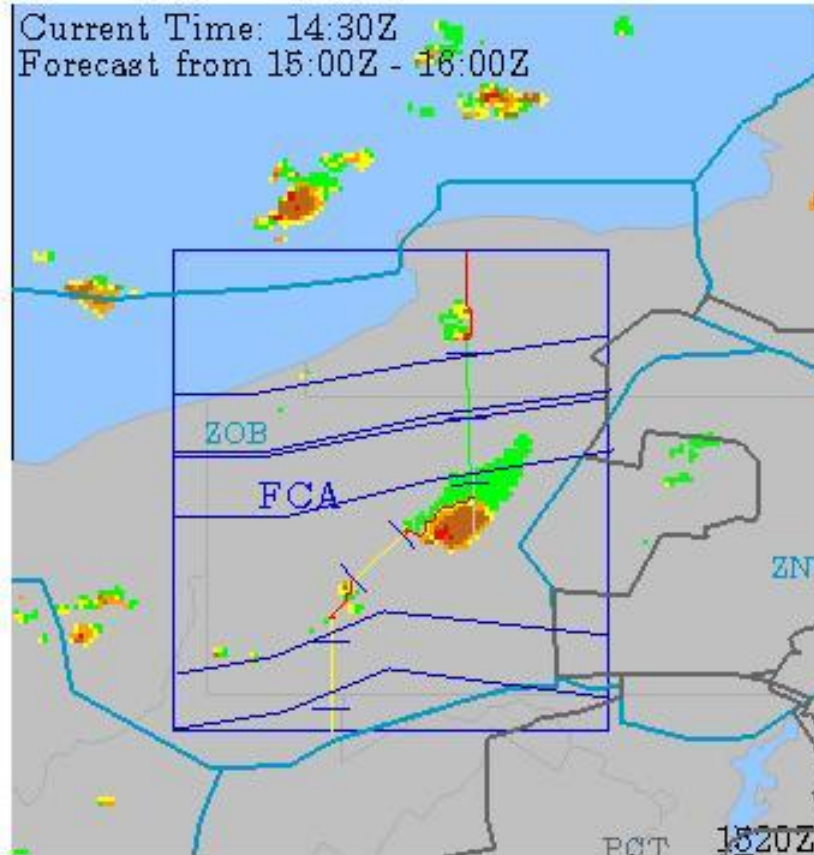 Current Time: 14:30Z
Forecast from 15:00Z - 16:00Z
ZOB
FCA
ZN
PCT
1520Z